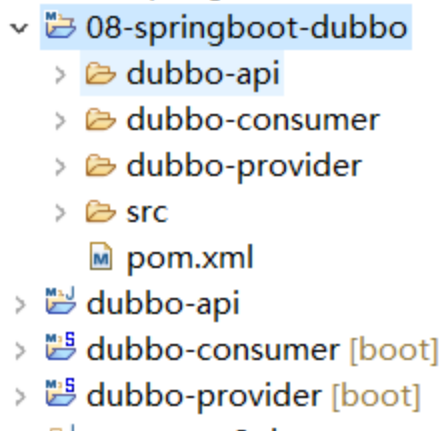 08-springboot-dubbo
dubbo-api
dubbo-consumer
dubbo-provider
src
pom.xml
dubbo-api
dubbo-consumer [boot]
dubbo-provider [boot]